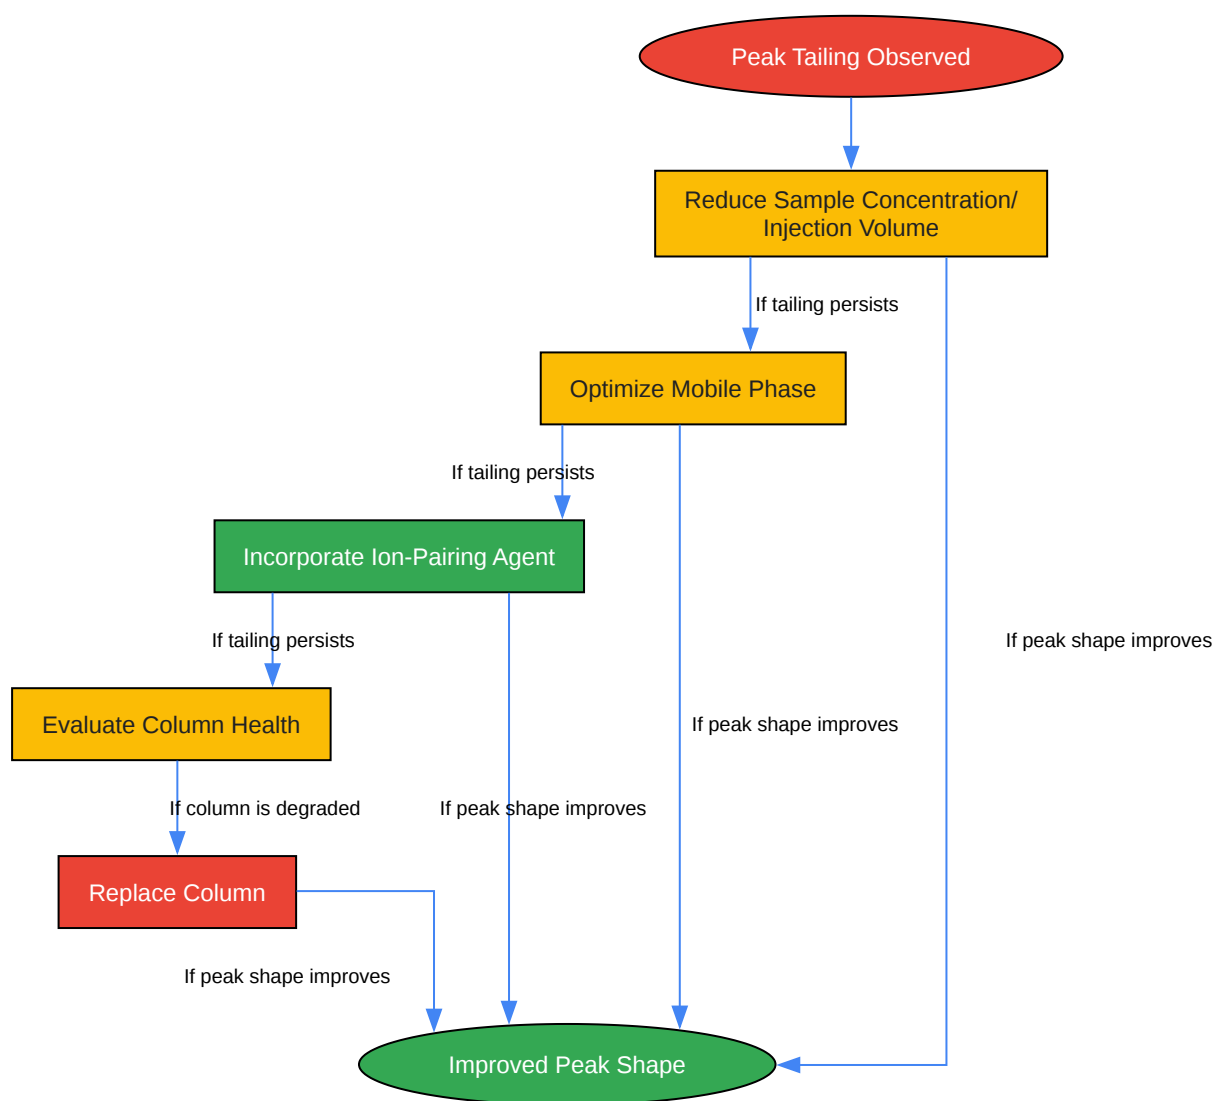 Peak Tailing Observed
Reduce Sample Concentration/
Injection Volume
If tailing persists
Optimize Mobile Phase
If tailing persists
Incorporate Ion-Pairing Agent
If tailing persists
If peak shape improves
Evaluate Column Health
If peak shape improves
If column is degraded
If peak shape improves
Replace Column
If peak shape improves
Improved Peak Shape